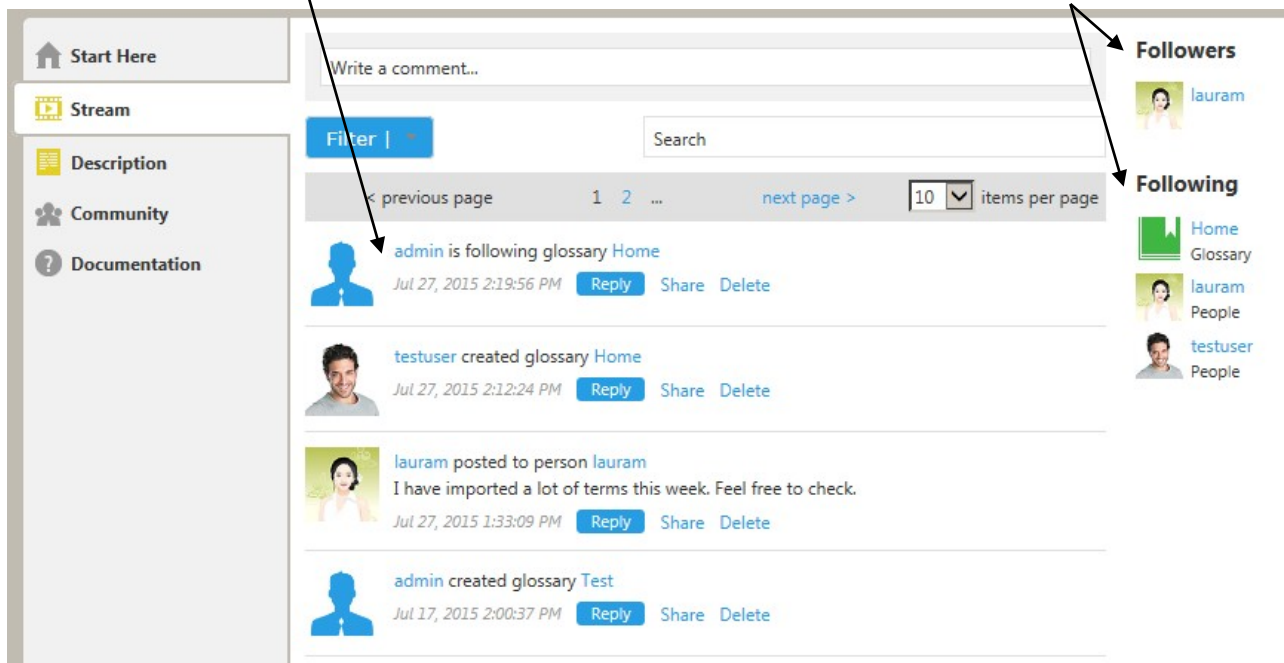 Start Here
Stream
Description
Community
Documentation
Write a comment...
Filter |
Search
< previous page 1 2 ... next page > 10 items per page
admin is following glossary Home
Jul 27, 2015 2:19:56 PM Reply Share Delete
testuser created glossary Home
Jul 27, 2015 2:12:24 PM Reply Share Delete
lauram posted to person lauram
I have imported a lot of terms this week. Feel free to check.
Jul 27, 2015 1:33:09 PM Reply Share Delete
admin created glossary Test
Jul 17, 2015 2:00:37 PM Reply Share Delete
Followers
lauram
Following
Home
Glossary
lauram
People
testuser
People